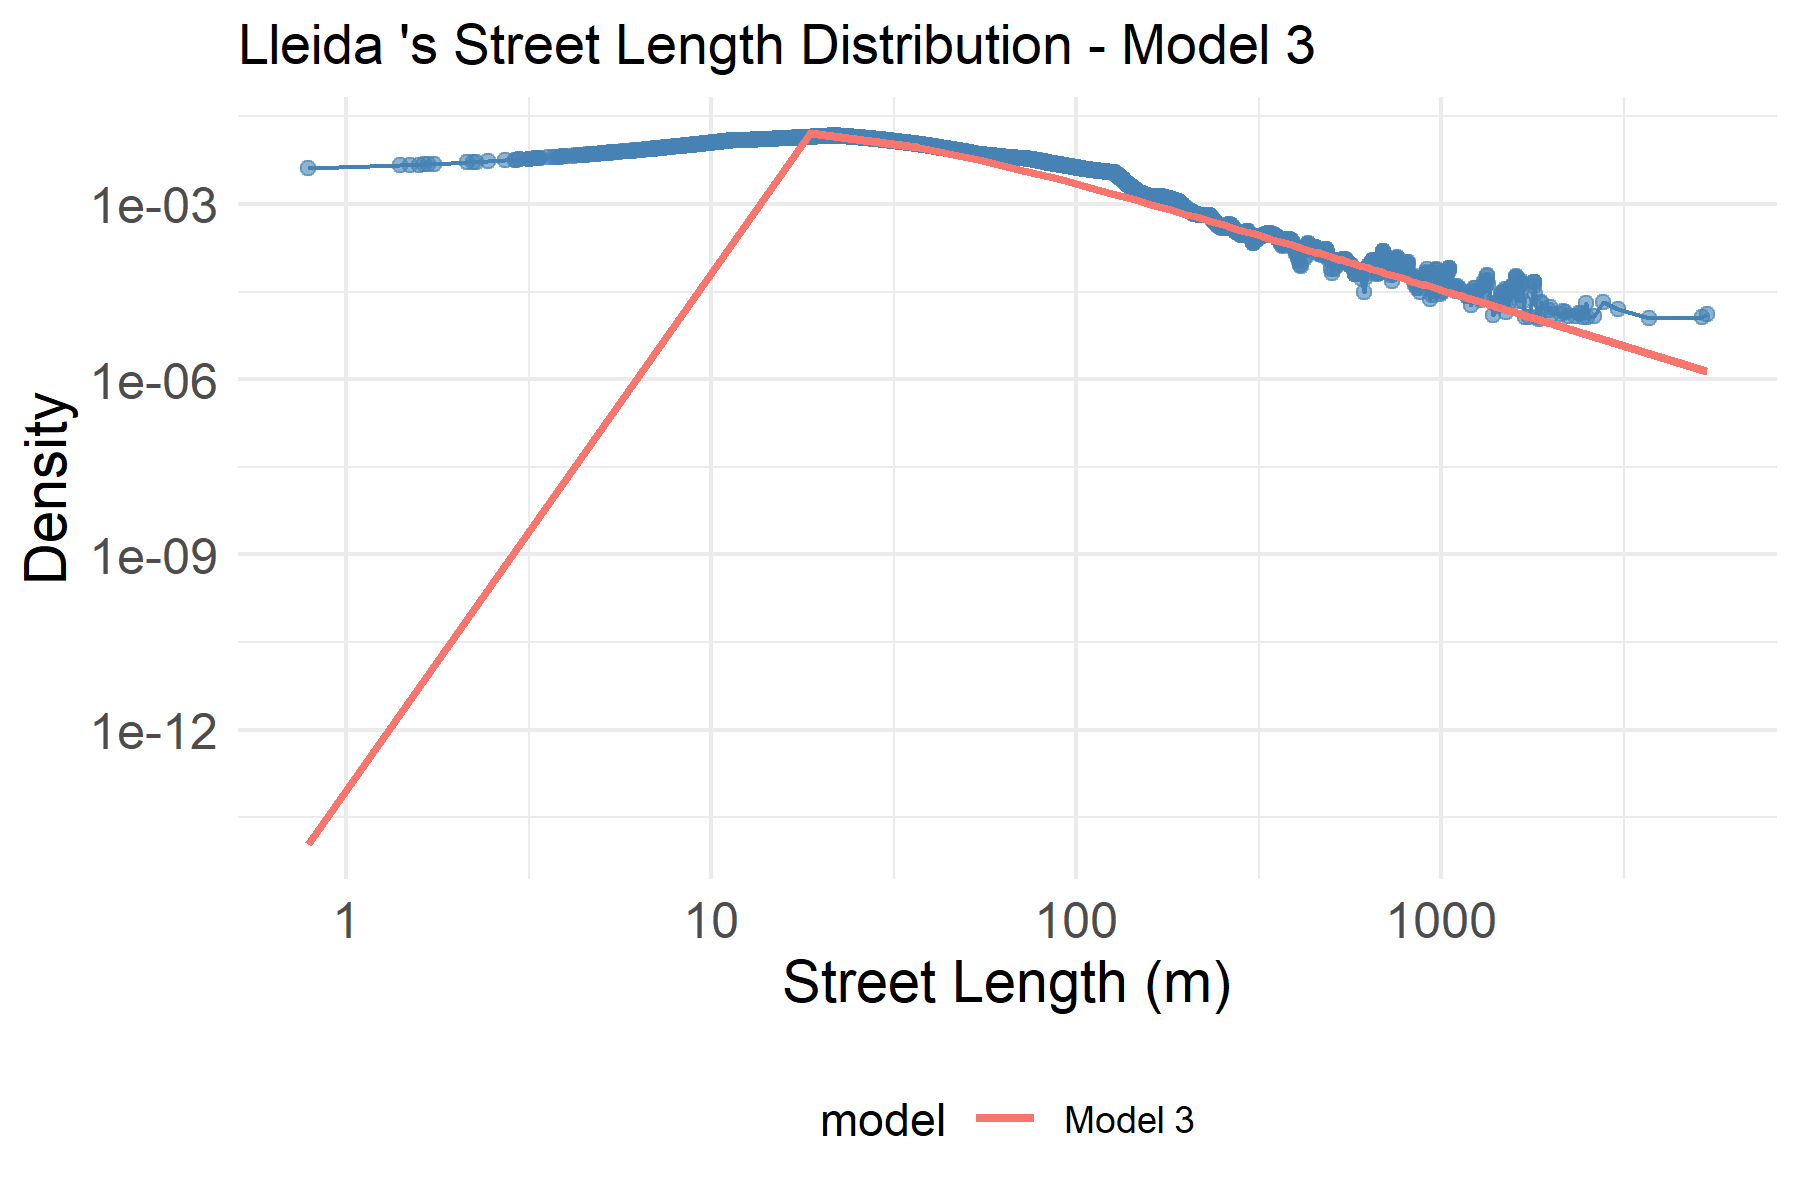 Lleida 's Street Length Distribution - Model 3
Density
1e-03
1e-06
1e-09
1e-12
1
10
100
1000
Street Length (m)
model
Model 3